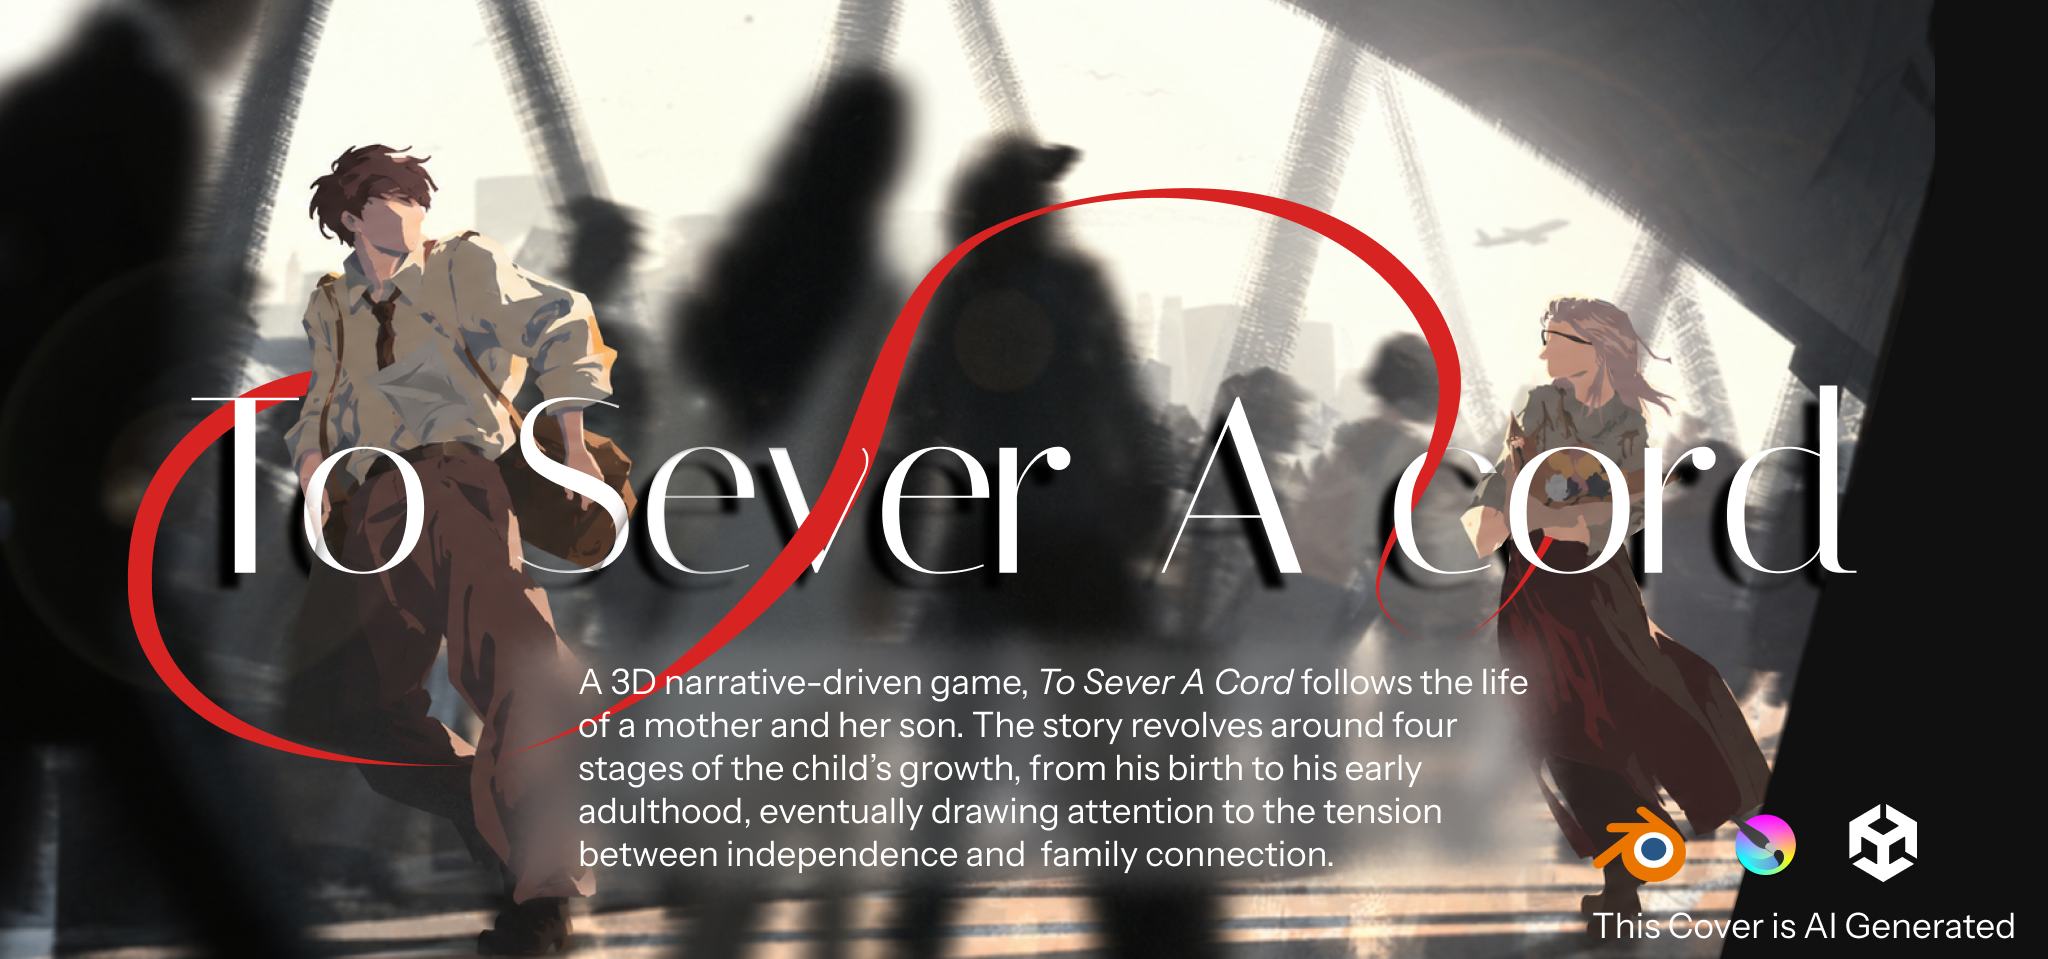 To Sever A cord
A 3D narrative-driven game, To Sever A Cord follows the life
of a mother and her son. The story revolves around four
stages of the child’s growth, from his birth to his early
adulthood, eventually drawing attention to the tension
between independence and family connection.
This Cover is AI Generated